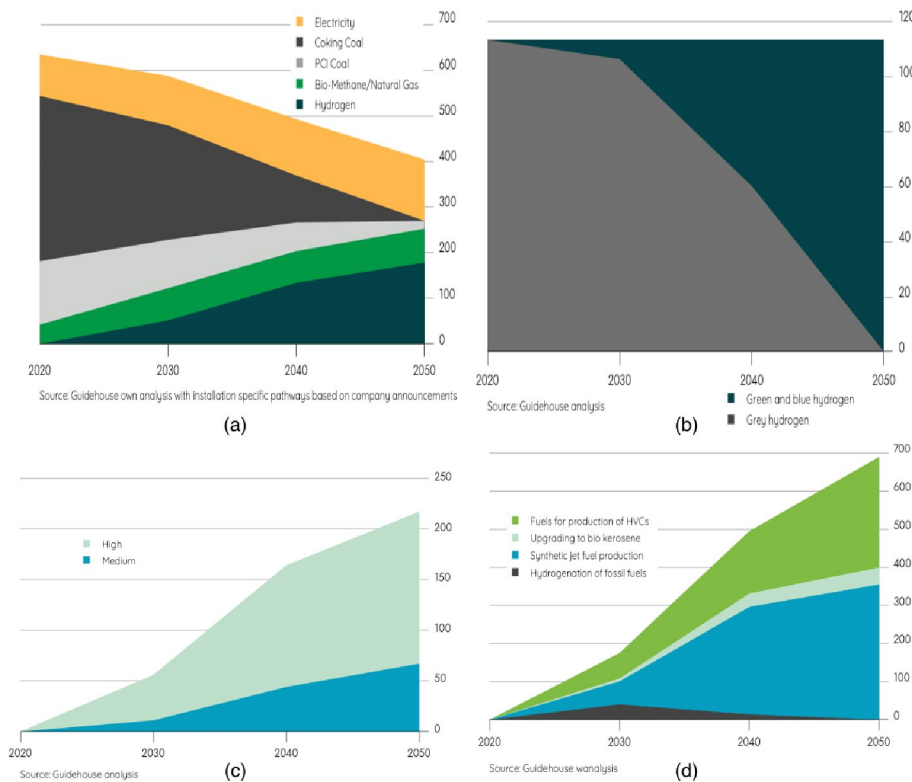 700
Electricity
Coking Coal
PCI Coal
Bio-Methane/Natural Gas
Hydrogen
600
500
400
300
200
100
0
2020 2030 2040 2050
Source: Guidehouse own analysis with installation specific pathways based on company announcements
(a)
120
100
80
60
40
20
0
2020 2030 2040 2050
Source: Guidehouse analysis
Green and blue hydrogen
Grey hydrogen
(b)
250
200
High
Medium
150
100
50
0
2020 2030 2040 2050
Source: Guidehouse analysis
(c)
700
600
Fuels for production of HVCs
Upgrading to bio kerosene
Synthetic jet fuel production
Hydrogenation of fossil fuels
500
400
300
200
100
0
2020 2030 2040 2050
Source: Guidehouse wanalysis
(d)